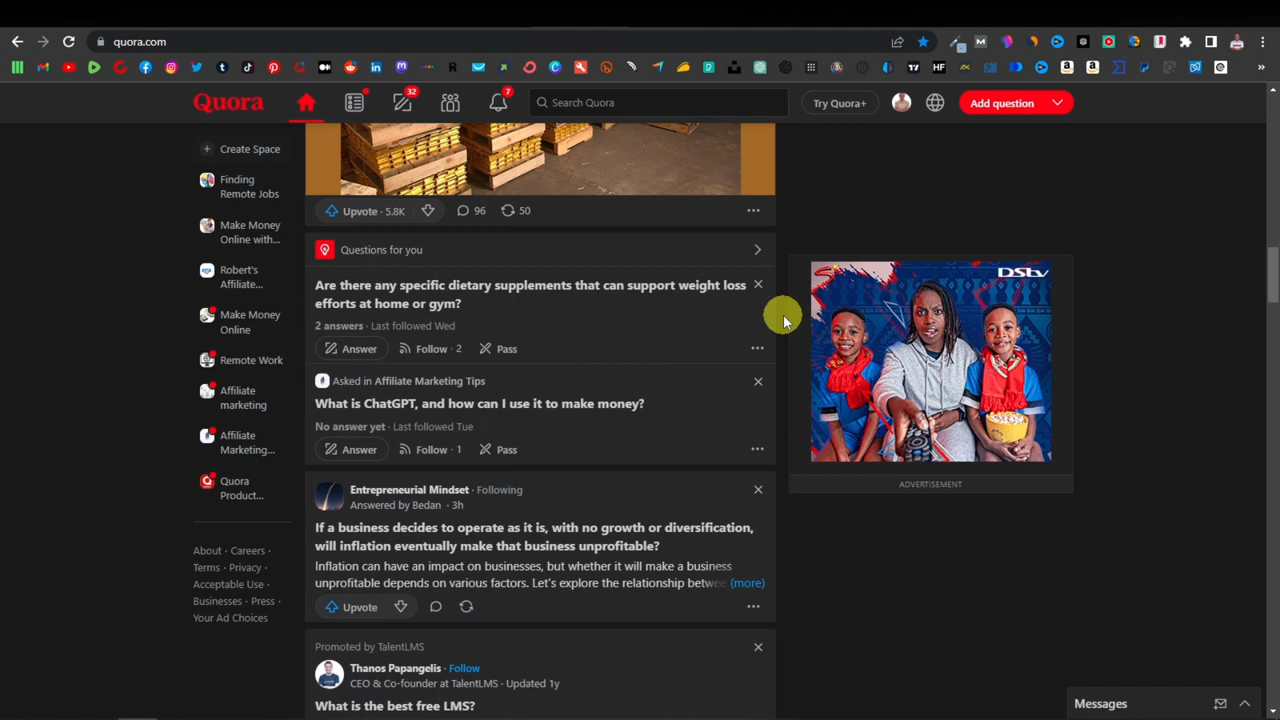 quora.com
Quora
32
7
Search Quora
Try Quora+
Add question
Create Space
Finding
Remote Jobs
Make Money
Online with...
Robert's
Affiliate...
Make Money
Online
Remote Work
Affiliate
marketing
Affiliate
Marketing...
Quora
Product...
About · Careers ·
Terms · Privacy ·
Acceptable Use ·
Businesses · Press ·
Your Ad Choices
Upvote · 5.8K
96
50
Questions for you
Are there any specific dietary supplements that can support weight loss
efforts at home or gym?
2 answers · Last followed Wed
Answer
Follow · 2
Pass
Asked in Affiliate Marketing Tips
What is ChatGPT, and how can I use it to make money?
No answer yet · Last followed Tue
Answer
Follow · 1
Pass
Entrepreneurial Mindset · Following
Answered by Bedan · 3h
If a business decides to operate as it is, with no growth or diversification,
will inflation eventually make that business unprofitable?
Inflation can have an impact on businesses, but whether it will make a business
unprofitable depends on various factors. Let's explore the relationship betwee (more)
Upvote
Promoted by TalentLMS
Thanos Papangelis · Follow
CEO & Co-founder at TalentLMS · Updated 1y
What is the best free LMS?
DStv
ADVERTISEMENT
Messages